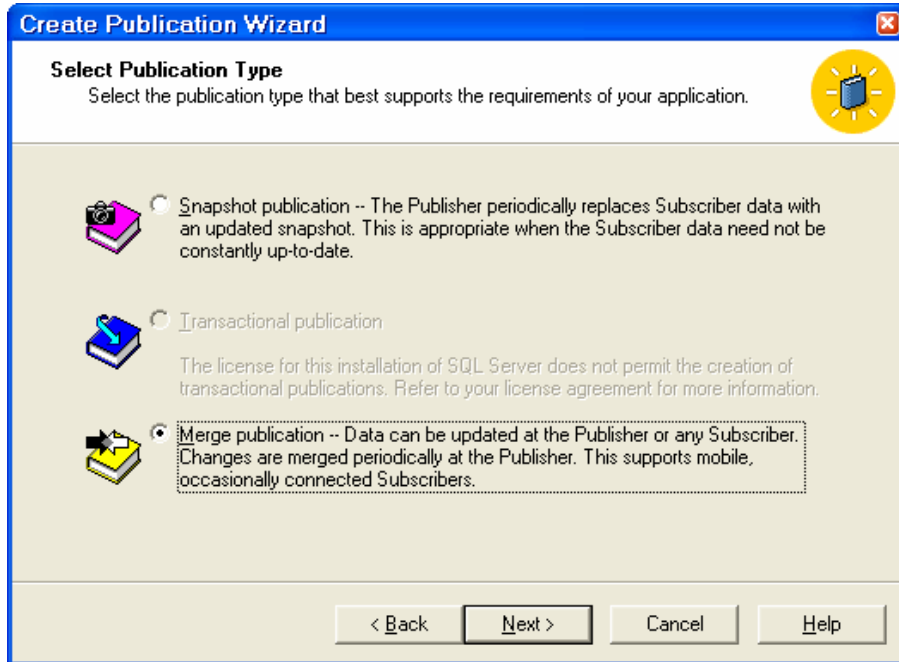 Create Publication Wizard
Select Publication Type
Select the publication type that best supports the requirements of your application.
Snapshot publication -- The Publisher periodically replaces Subscriber data with
an updated snapshot. This is appropriate when the Subscriber data need not be
constantly up-to-date.
Transactional publication
The license for this installation of SQL Server does not permit the creation of
transactional publications. Refer to your license agreement for more information.
Merge publication -- Data can be updated at the Publisher or any Subscriber.
Changes are merged periodically at the Publisher. This supports mobile,
occasionally connected Subscribers.
< Back Next > Cancel Help